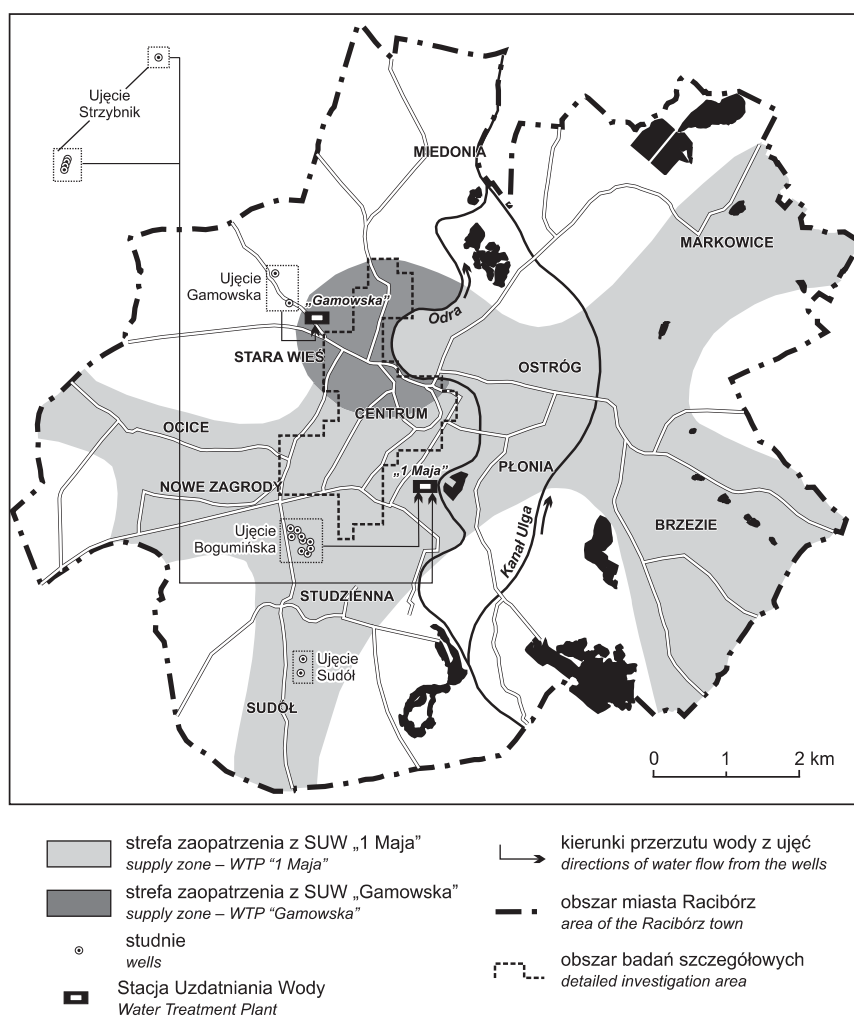 Ujęcie
Strzybnik
MIEDONIA
MARKOWICE
Ujęcie
Gamowska
„Gamowska”
Odra
STARA WIEŚ
OSTRÓG
CENTRUM
OCICE
„1 Maja”
PŁONIA
NOWE ZAGRODY
BRZEZIE
Ujęcie
Bogumińska
Kanał Ulga
STUDZIENNA
Ujęcie
Sudół
SUDÓŁ
0 1 2 km
strefa zaopatrzenia z SUW „1 Maja”
supply zone – WTP “1 Maja”
strefa zaopatrzenia z SUW „Gamowska”
supply zone – WTP “Gamowska”
studnie
wells
Stacja Uzdatniania Wody
Water Treatment Plant
kierunki przerzutu wody z ujęć
directions of water flow from the wells
obszar miasta Racibórz
area of the Racibórz town
obszar badań szczegółowych
detailed investigation area